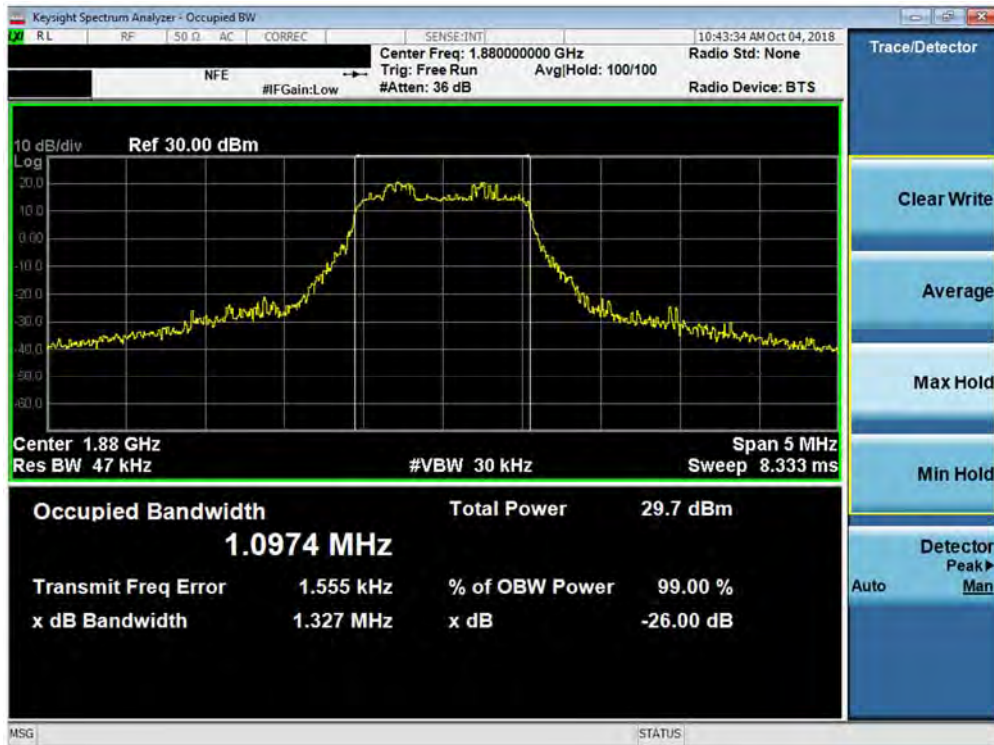 Keysight Spectrum Analyzer - Occupied BW
LXI RL RF 50 Ω AC CORREC SENSE:INT 10:43:34 AM Oct 04, 2018
Center Freq: 1.880000000 GHz Radio Std: None
NFE Trig: Free Run Avg|Hold: 100/100
#IFGain:Low #Atten: 36 dB Radio Device: BTS
10 dB/div Ref 30.00 dBm
Log
20.0
10.0
0.00
-10.0
-20.0
-30.0
-40.0
-50.0
-60.0
Center 1.88 GHz Span 5 MHz
Res BW 47 kHz #VBW 30 kHz Sweep 8.333 ms
Occupied Bandwidth Total Power 29.7 dBm
1.0974 MHz
Transmit Freq Error 1.555 kHz % of OBW Power 99.00 %
x dB Bandwidth 1.327 MHz x dB -26.00 dB
MSG STATUS
Trace/Detector
Clear Write
Average
Max Hold
Min Hold
Detector
Peak▶
Auto Man